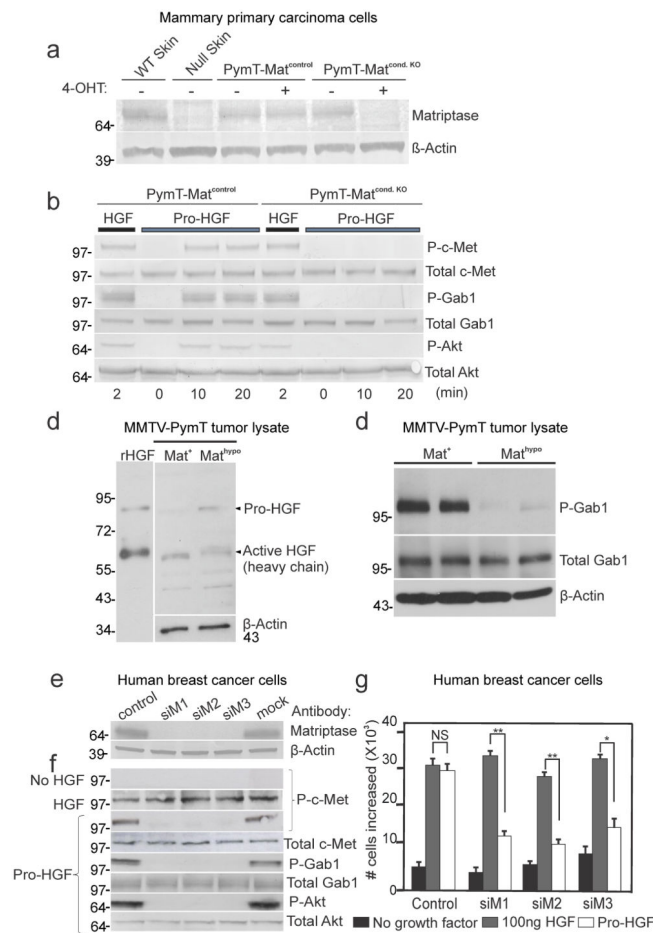 Mammary primary carcinoma cells
a
WT Skin Null Skin PymT-Mat^control PymT-Mat^cond. KO
4-OHT: - - - + - +
64- Matriptase
39- ß-Actin
b PymT-Mat^control PymT-Mat^cond. KO
HGF Pro-HGF HGF Pro-HGF
97- P-c-Met
97- Total c-Met
97- P-Gab1
97- Total Gab1
64- P-Akt
64- Total Akt
2 0 10 20 2 0 10 20 (min)
d MMTV-PymT tumor lysate
rHGF Mat* Mat^hypo
95-
Pro-HGF
72-
Active HGF
(heavy chain)
55-
43-
34- β-Actin
43
d MMTV-PymT tumor lysate
Mat* Mat^hypo
95- P-Gab1
95- Total Gab1
43- β-Actin
e Human breast cancer cells
control siM1 siM2 siM3 mock Antibody:
64- Matriptase
39- β-Actin
f
No HGF 97-
HGF 97- P-c-Met
97-
Pro-HGF
97- Total c-Met
97- P-Gab1
97- Total Gab1
64- P-Akt
64- Total Akt
g Human breast cancer cells
# cells increased (X10³)
40
30
20
10
0
NS ** ** *
Control siM1 siM2 siM3
No growth factor 100ng HGF Pro-HGF